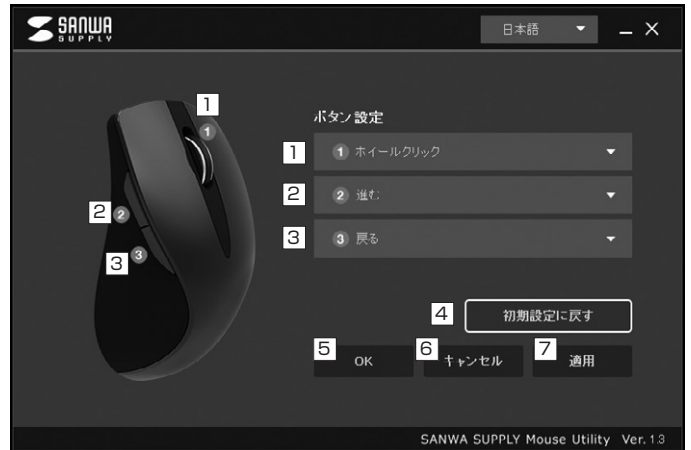 SANWA SUPPLY
日本語
1
1
ボタン設定
1
1 ホイールクリック
2
2
2 進む
2
3
3
3 戻る
3
4
初期設定に戻す
5
OK
6
キャンセル
7
適用
SANWA SUPPLY Mouse Utility Ver. 1.3